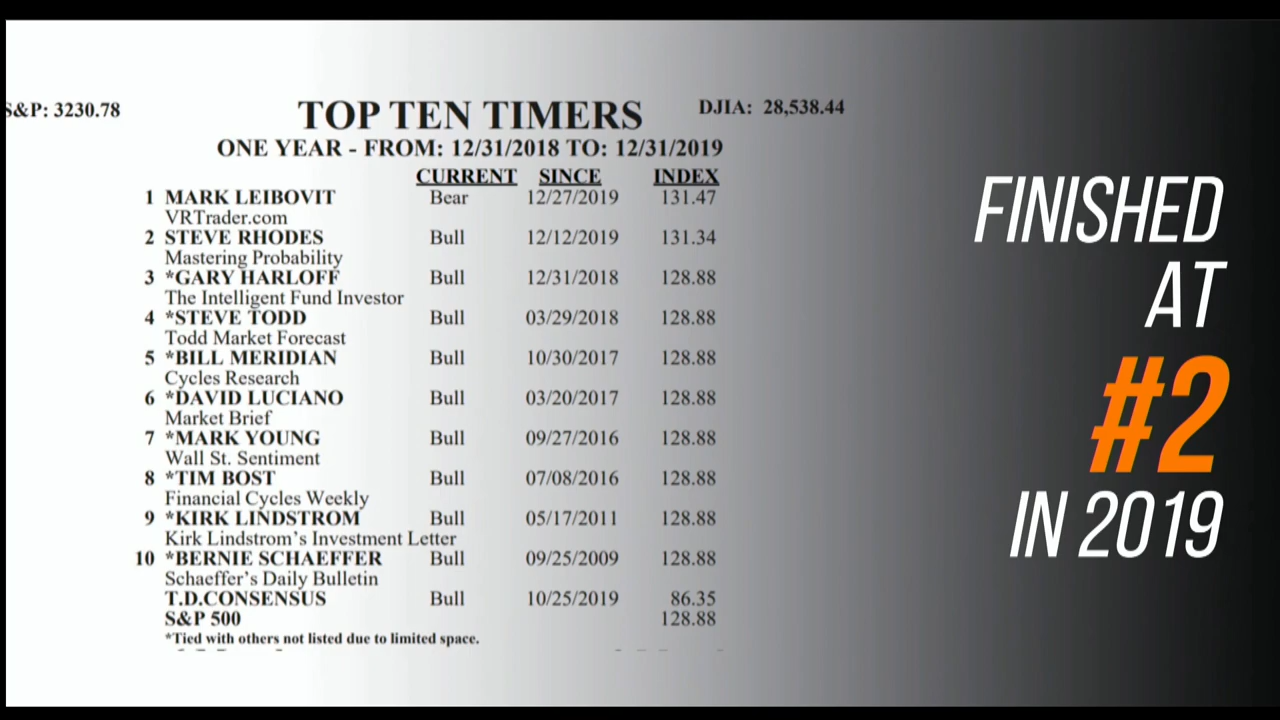 S&P: 3230.78
TOP TEN TIMERS
DJIA: 28,538.44
ONE YEAR - FROM: 12/31/2018 TO: 12/31/2019
CURRENT SINCE INDEX
1 MARK LEIBOVIT Bear 12/27/2019 131.47
VRTrader.com
2 STEVE RHODES Bull 12/12/2019 131.34
Mastering Probability
3 *GARY HARLOFF Bull 12/31/2018 128.88
The Intelligent Fund Investor
4 *STEVE TODD Bull 03/29/2018 128.88
Todd Market Forecast
5 *BILL MERIDIAN Bull 10/30/2017 128.88
Cycles Research
6 *DAVID LUCIANO Bull 03/20/2017 128.88
Market Brief
7 *MARK YOUNG Bull 09/27/2016 128.88
Wall St. Sentiment
8 *TIM BOST Bull 07/08/2016 128.88
Financial Cycles Weekly
9 *KIRK LINDSTROM Bull 05/17/2011 128.88
Kirk Lindstrom's Investment Letter
10 *BERNIE SCHAEFFER Bull 09/25/2009 128.88
Schaeffer's Daily Bulletin
T.D.CONSENSUS Bull 10/25/2019 86.35
S&P 500 128.88
*Tied with others not listed due to limited space.
FINISHED
AT
#2
IN 2019